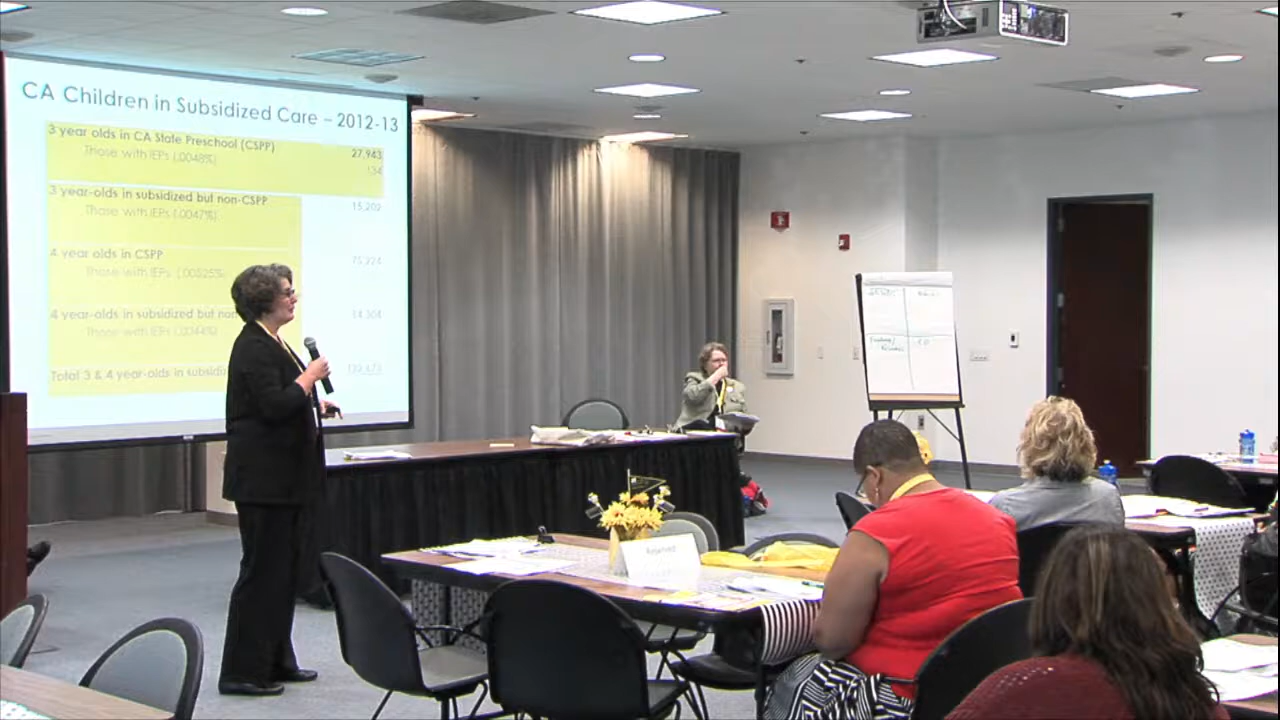 CA Children in Subsidized Care – 2012-13
3 year olds in CA State Preschool (CSPP) 27,943
Those with IEPs (.0048%) 134
3 year-olds in subsidized but non-CSPP 15,202
Those with IEPs (.0047%)
4 year olds in CSPP
Those with IEPs (.00525%)
4 year-olds in subsidized but non
Those with IEPs (.0044%)
Total 3 & 4 year-olds in subsidi
Reserved